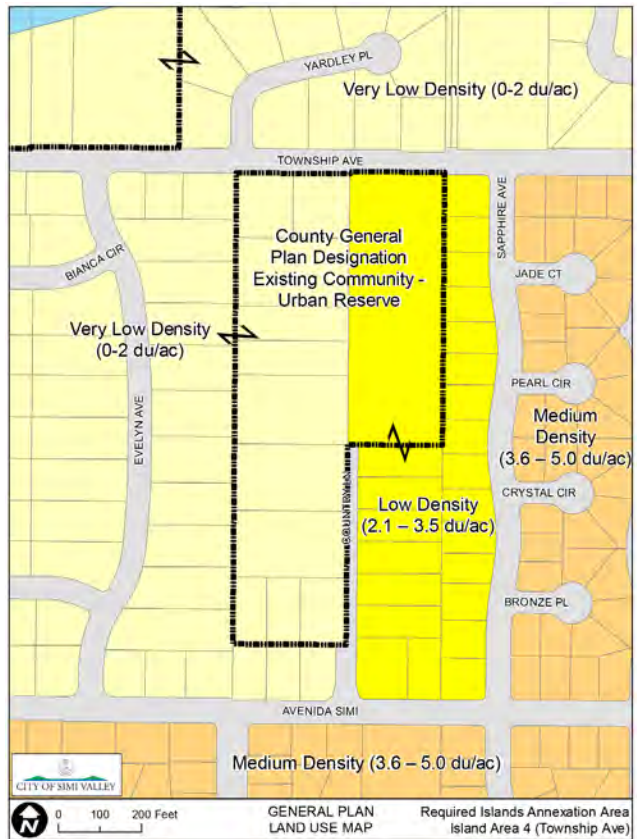 YARDLEY PL
Very Low Density (0-2 du/ac)
TOWNSHIP AVE
SAPPHIRE AVE
County General
Plan Designation
Existing Community -
Urban Reserve
BIANCA CIR
JADE CT
Very Low Density
(0-2 du/ac)
EVELYN AVE
PEARL CIR
Medium
Density
(3.6 – 5.0 du/ac)
CRYSTAL CIR
Low Density
(2.1 – 3.5 du/ac)
BRONZE PL
AVENIDA SIMI
Medium Density (3.6 – 5.0 du/ac)
CITY OF SIMI VALLEY
N
0 100 200 Feet
GENERAL PLAN
LAND USE MAP
Required Islands Annexation Area
Island Area 4 (Township Ave)